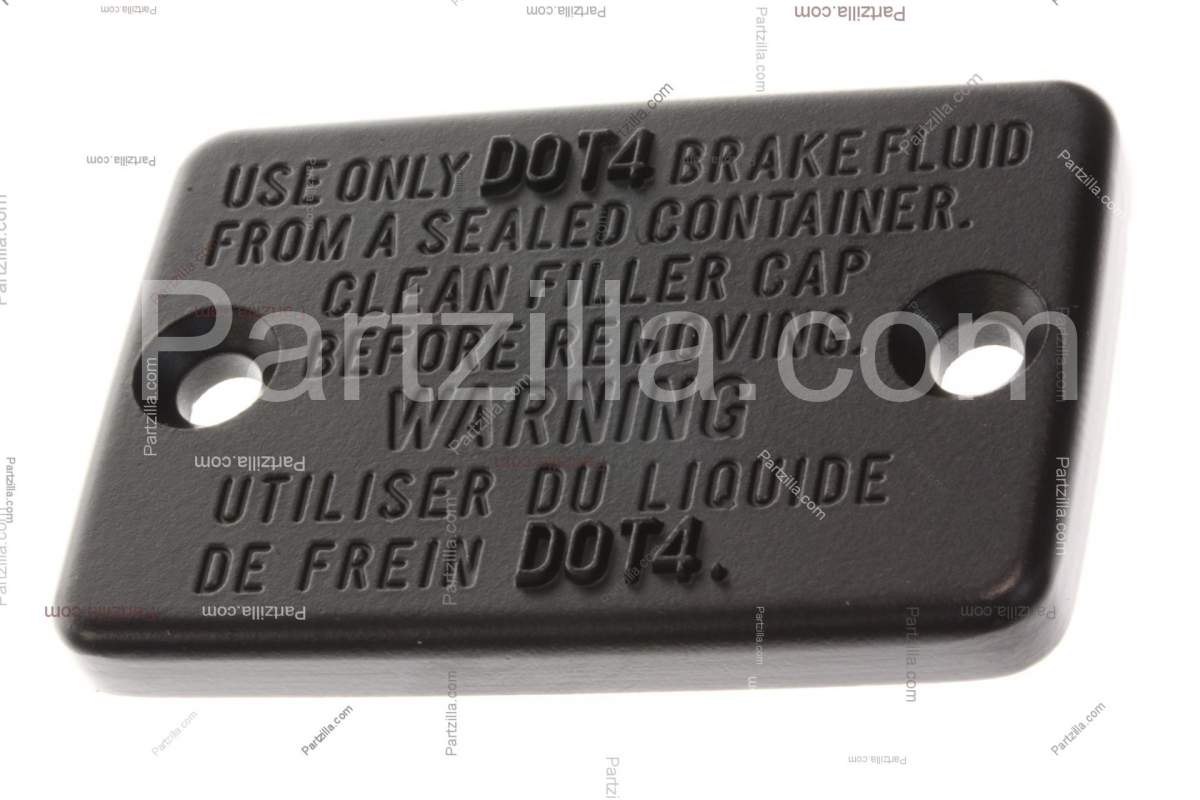 USE ONLY DOT4 BRAKE FLUID
FROM A SEALED CONTAINER.
CLEAN FILLER CAP
BEFORE REMOVING.
Partzilla.com
WARNING
UTILISER DU LIQUIDE
DE FREIN DOT4.